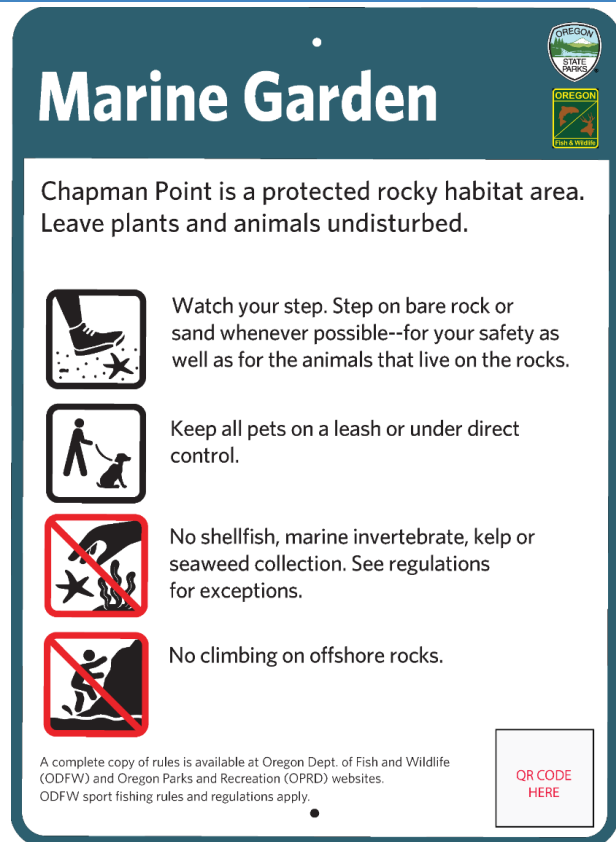 OREGON
STATE
PARKS
OREGON
Fish & Wildlife
Marine Garden
Chapman Point is a protected rocky habitat area.
Leave plants and animals undisturbed.
Watch your step. Step on bare rock or
sand whenever possible--for your safety as
well as for the animals that live on the rocks.
Keep all pets on a leash or under direct
control.
No shellfish, marine invertebrate, kelp or
seaweed collection. See regulations
for exceptions.
No climbing on offshore rocks.
A complete copy of rules is available at Oregon Dept. of Fish and Wildlife
(ODFW) and Oregon Parks and Recreation (OPRD) websites.
ODFW sport fishing rules and regulations apply.
QR CODE
HERE